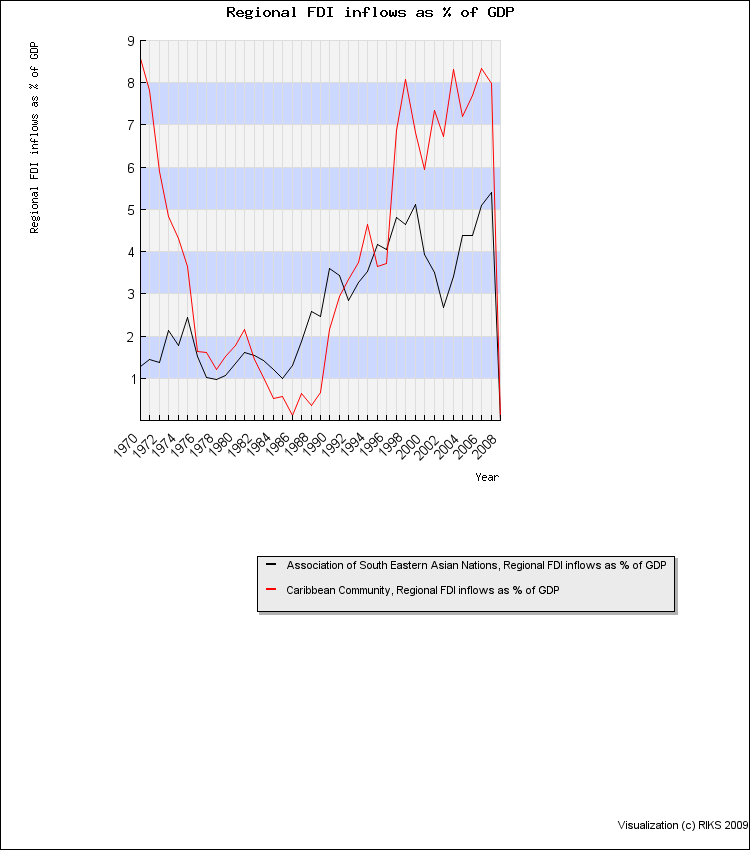 Regional FDI inflows as % of GDP
Regional FDI inflows as % of GDP
9
8
7
6
5
4
3
2
1
1970 1972 1974 1976 1978 1980 1982 1984 1986 1988 1990 1992 1994 1996 1998 2000 2002 2004 2006 2008
Year
Association of South Eastern Asian Nations, Regional FDI inflows as % of GDP
Caribbean Community, Regional FDI inflows as % of GDP
Visualization (c) RIKS 2009